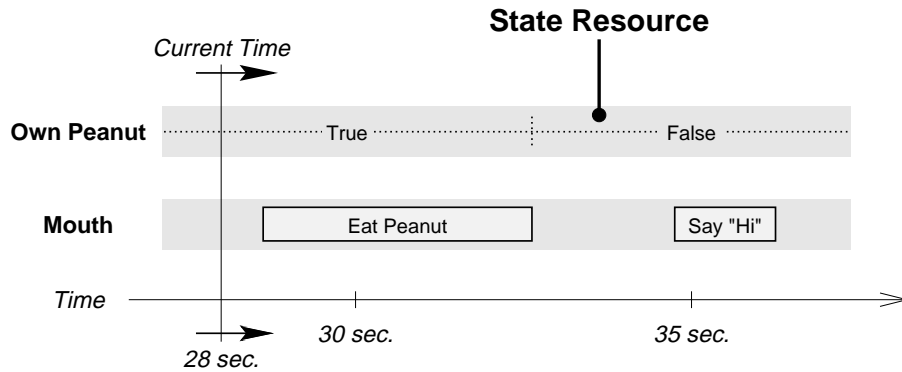 State Resource
Current Time
Own Peanut True False
Mouth Eat Peanut Say "Hi"
Time
30 sec. 35 sec.
28 sec.